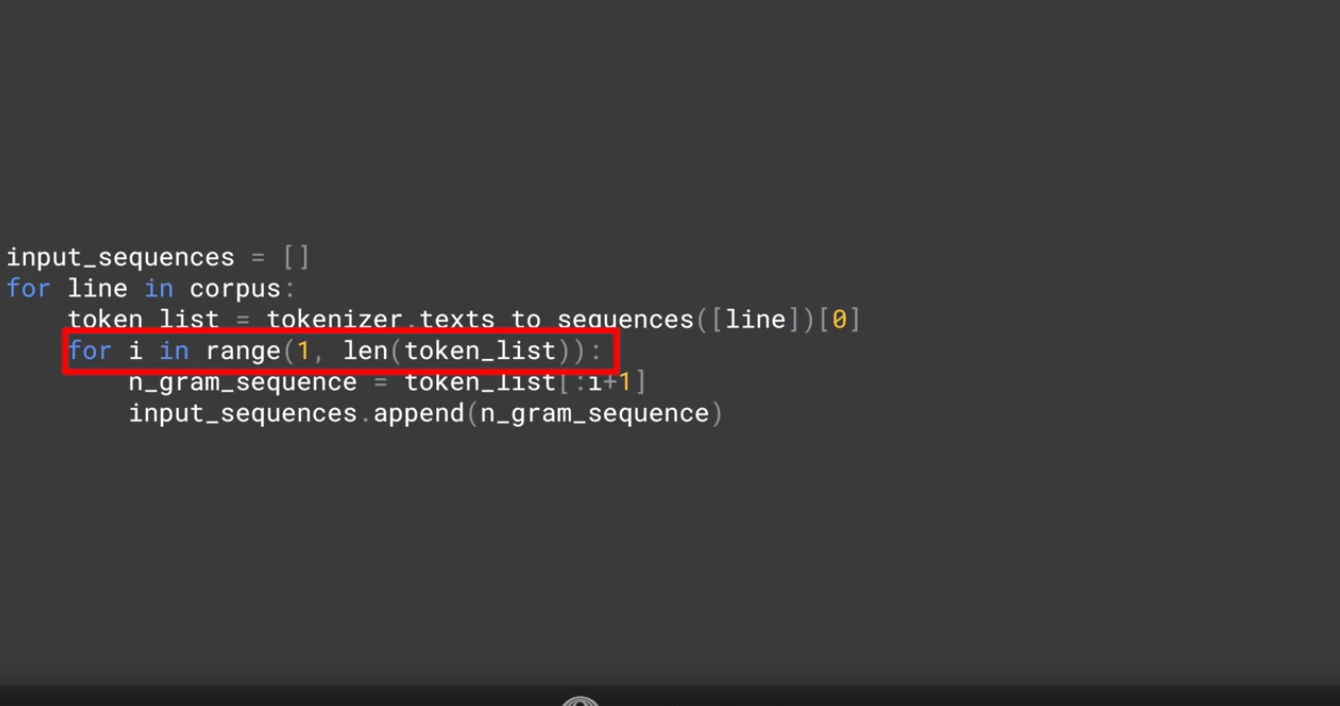 input_sequences = []
for line in corpus:
    token_list = tokenizer.texts_to_sequences([line])[0]
    for i in range(1, len(token_list)):
        n_gram_sequence = token_list[:i+1]
        input_sequences.append(n_gram_sequence)